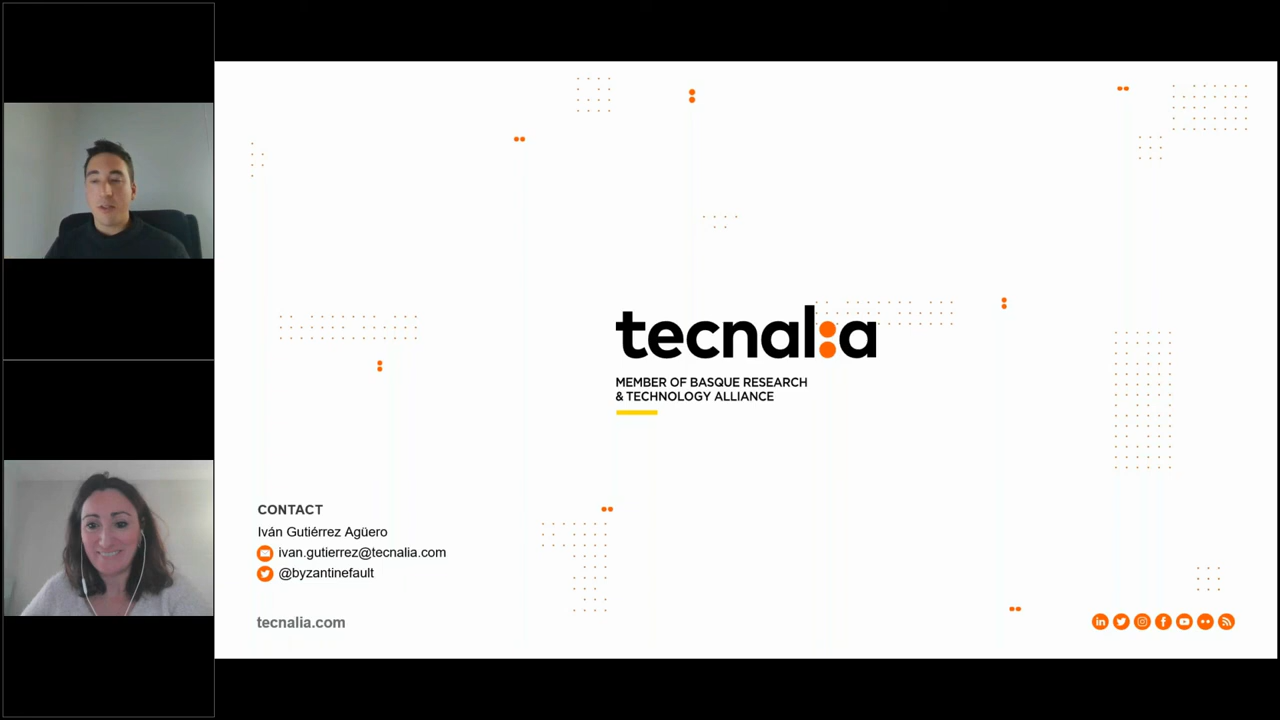 tecnalia
MEMBER OF BASQUE RESEARCH
& TECHNOLOGY ALLIANCE
CONTACT
Iván Gutiérrez Agüero
ivan.gutierrez@tecnalia.com
@byzantinefault
tecnalia.com